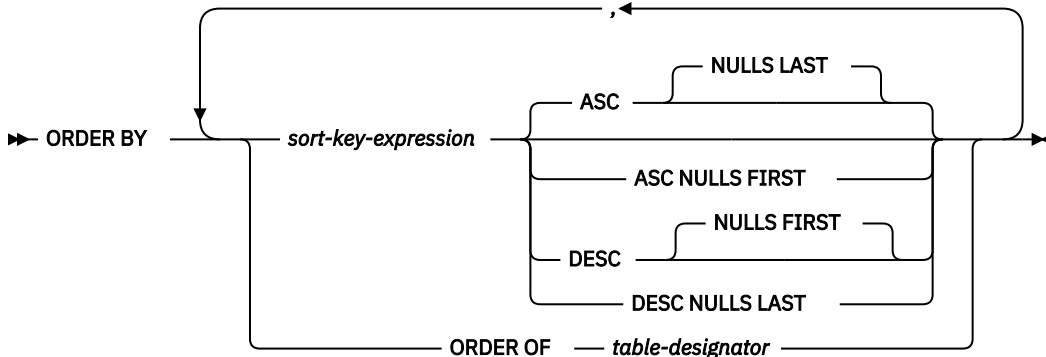 ,
NULLS LAST
ASC
ORDER BY sort-key-expression
ASC NULLS FIRST
NULLS FIRST
DESC
DESC NULLS LAST
ORDER OF table-designator